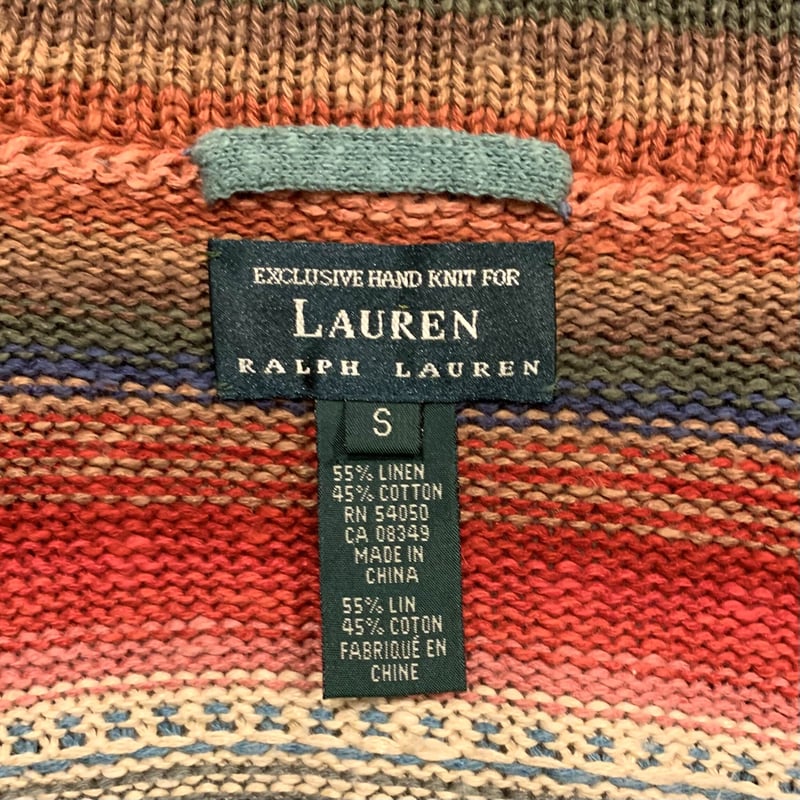 EXCLUSIVE HAND KNIT FOR
LAUREN
RALPH LAUREN
S
55% LINEN
45% COTTON
RN 54050
CA 08349
MADE IN
CHINA
55% LIN
45% COTON
FABRIQUÉ EN
CHINE